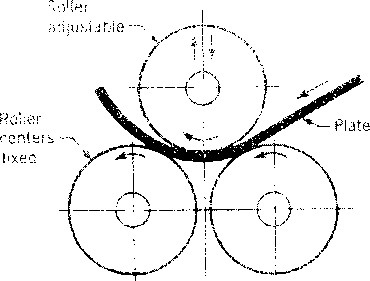 Roller
adjustable
Plate
Roller
centers
fixed